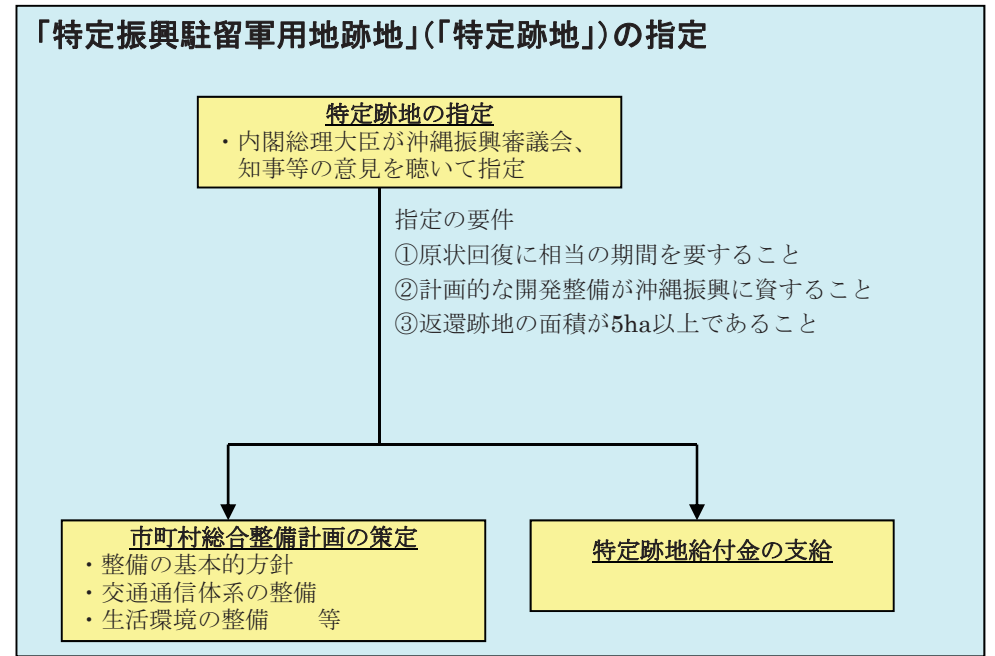 「特定振興駐留軍用地跡地」(「特定跡地」)の指定
特定跡地の指定
・内閣総理大臣が沖縄振興審議会、
知事等の意見を聴いて指定
指定の要件
①原状回復に相当の期間を要すること
②計画的な開発整備が沖縄振興に資すること
③返還跡地の面積が5ha以上であること
市町村総合整備計画の策定
・整備の基本的方針
・交通通信体系の整備
・生活環境の整備　　等
特定跡地給付金の支給